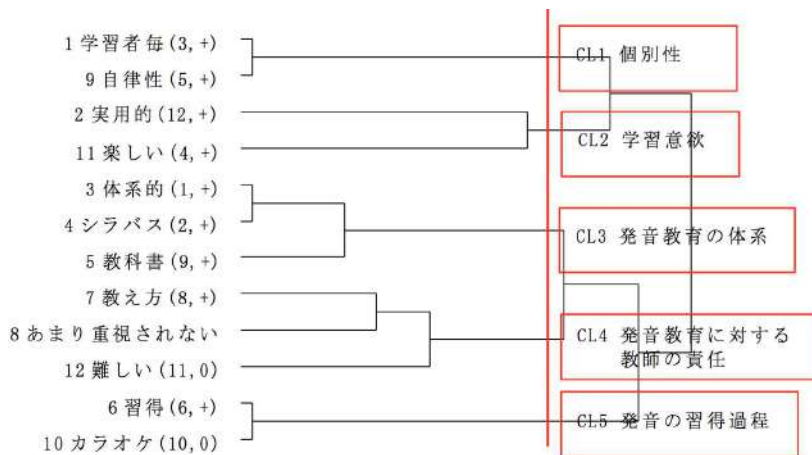 1 学習者毎(3,+)
9 自律性(5,+)
2 実用的(12,+)
11 楽しい(4,+)
3 体系的(1,+)
4 シラバス(2,+)
5 教科書(9,+)
7 教え方(8,+)
8 あまり重視されない
12 難しい(11,0)
6 習得(6,+)
10 カラオケ(10,0)
CL1 個別性
CL2 学習意欲
CL3 発音教育の体系
CL4 発音教育に対する
教師の責任
CL5 発音の習得過程